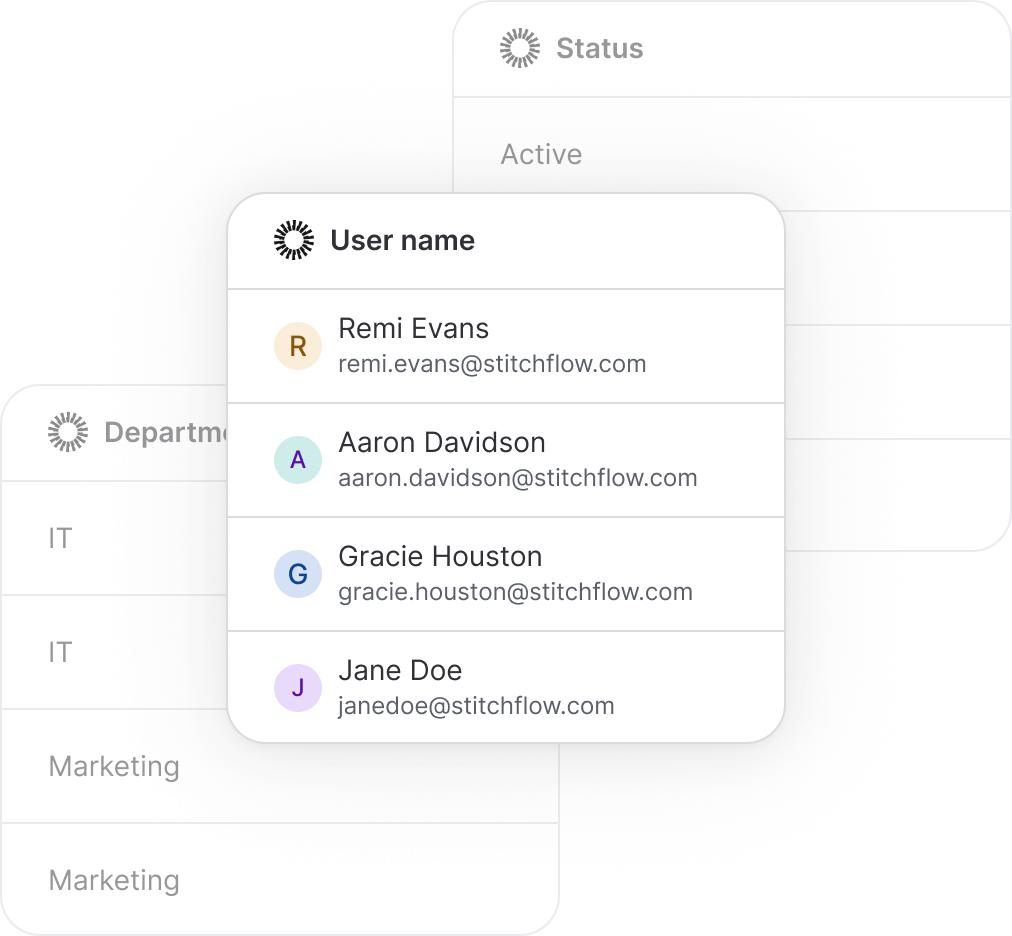 Status
Active
User name
Remi Evans
remi.evans@stitchflow.com
Aaron Davidson
aaron.davidson@stitchflow.com
Gracie Houston
gracie.houston@stitchflow.com
Jane Doe
janedoe@stitchflow.com
R
A
G
J
Departme
IT
IT
Marketing
Marketing